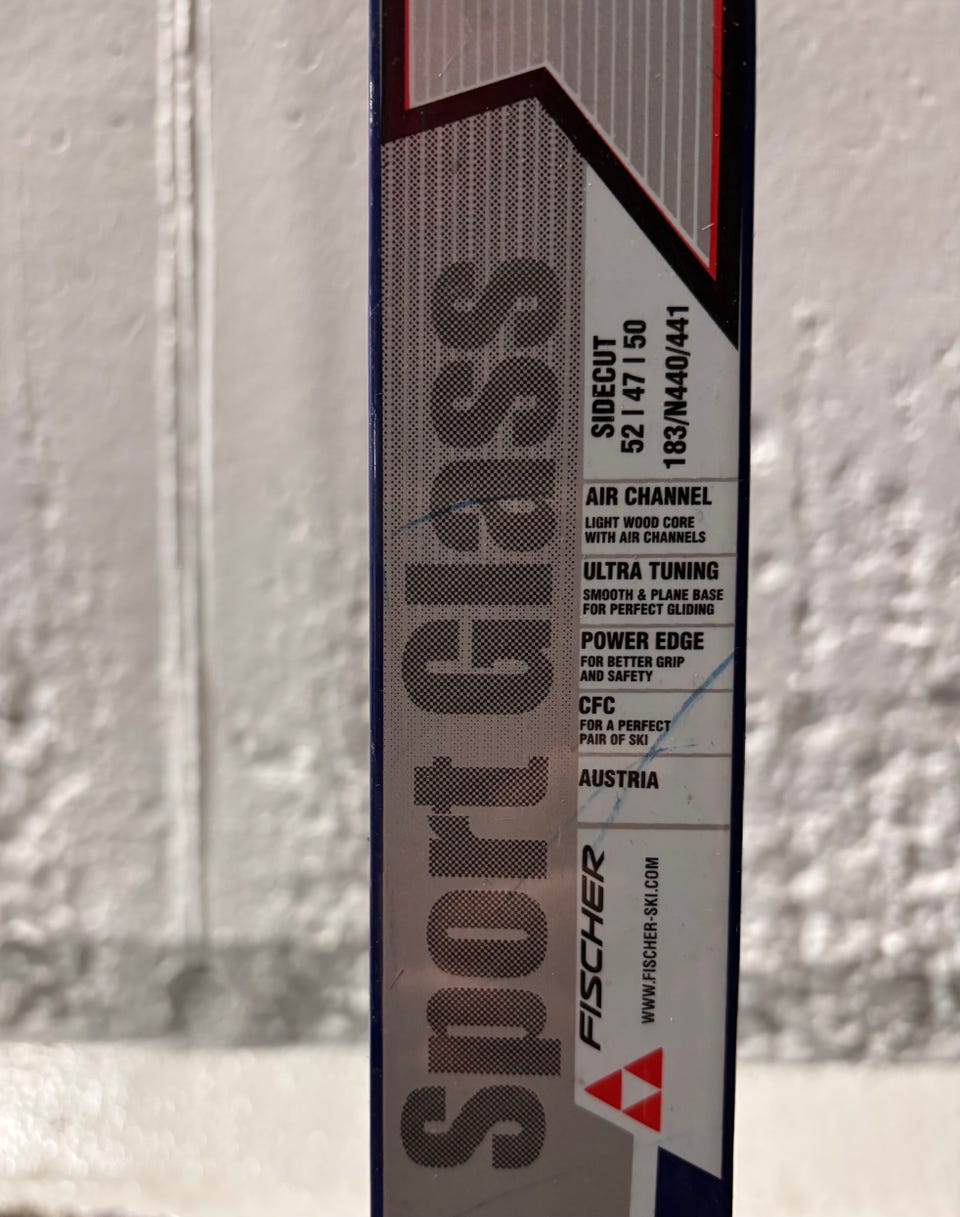 Sport Glass
SIDECUT
52 | 47 | 50
183/N440/441
AIR CHANNEL
LIGHT WOOD CORE
WITH AIR CHANNELS
ULTRA TUNING
SMOOTH & PLANE BASE
FOR PERFECT GLIDING
POWER EDGE
FOR BETTER GRIP
AND SAFETY
CFC
FOR A PERFECT
PAIR OF SKI
AUSTRIA
FISCHER
WWW.FISCHER-SKI.COM